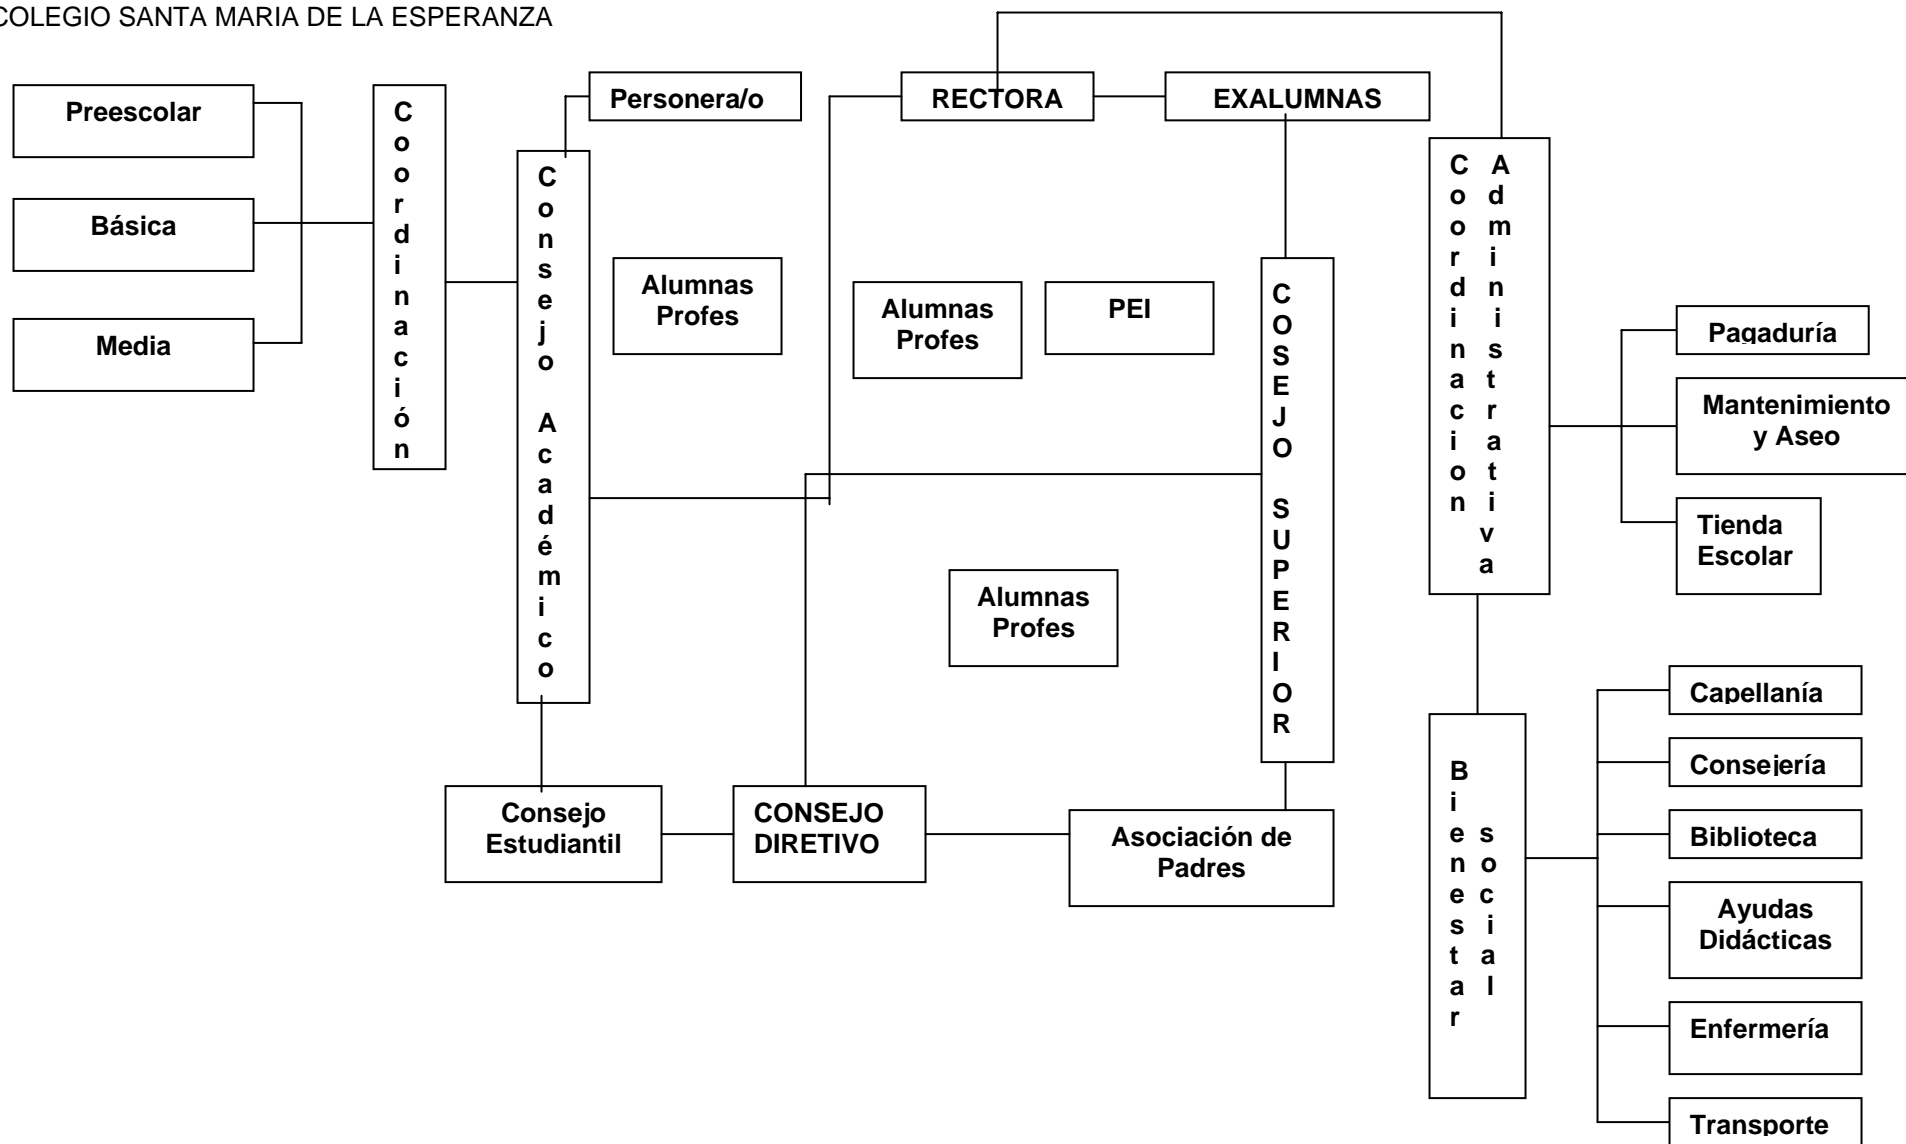 COLEGIO SANTA MARIA DE LA ESPERANZA
Preescolar
Básica
Media
Coordinación
Consejo Académico
Personera/o
RECTORA
EXALUMNAS
Alumnas
Profes
Alumnas
Profes
PEI
Alumnas
Profes
COSEJO SUPERIOR
Consejo
Estudiantil
CONSEJO
DIRETIVO
Asociación de
Padres
Coordinacion
Administrativa
Pagaduría
Mantenimiento
y Aseo
Tienda
Escolar
Bienestar
social
Capellanía
Consejería
Biblioteca
Ayudas
Didácticas
Enfermería
Transporte